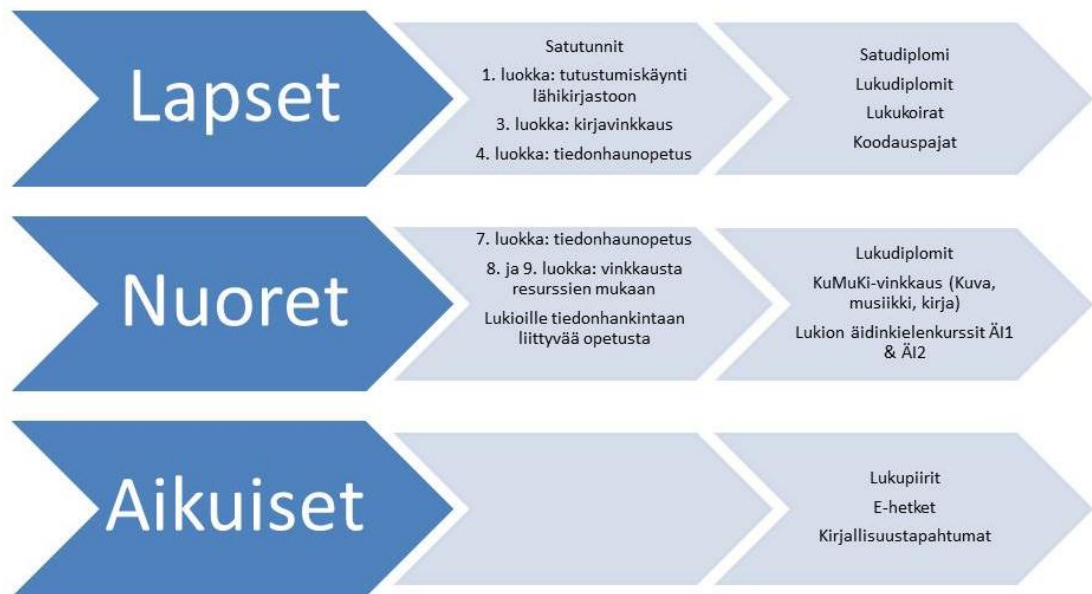 Lapset
Satutunnit
1. luokka: tutustumiskäynti
lähikirjastoon
3. luokka: kirjavinkkaus
4. luokka: tiedonhaunopetus
Satudiplomi
Lukudiplomit
Lukukoirat
Koodauspajat
Nuoret
7. luokka: tiedonhaunopetus
8. ja 9. luokka: vinkkausta
resurssien mukaan
Lukioille tiedonhankintaan
liittyvää opetusta
Lukudiplomit
KuMuKi-vinkkaus (Kuva,
musiikki, kirja)
Lukion äidinkielenkurssit ÄI1
& ÄI2
Aikuiset
Lukupiirit
E-hetket
Kirjallisuustapahtumat